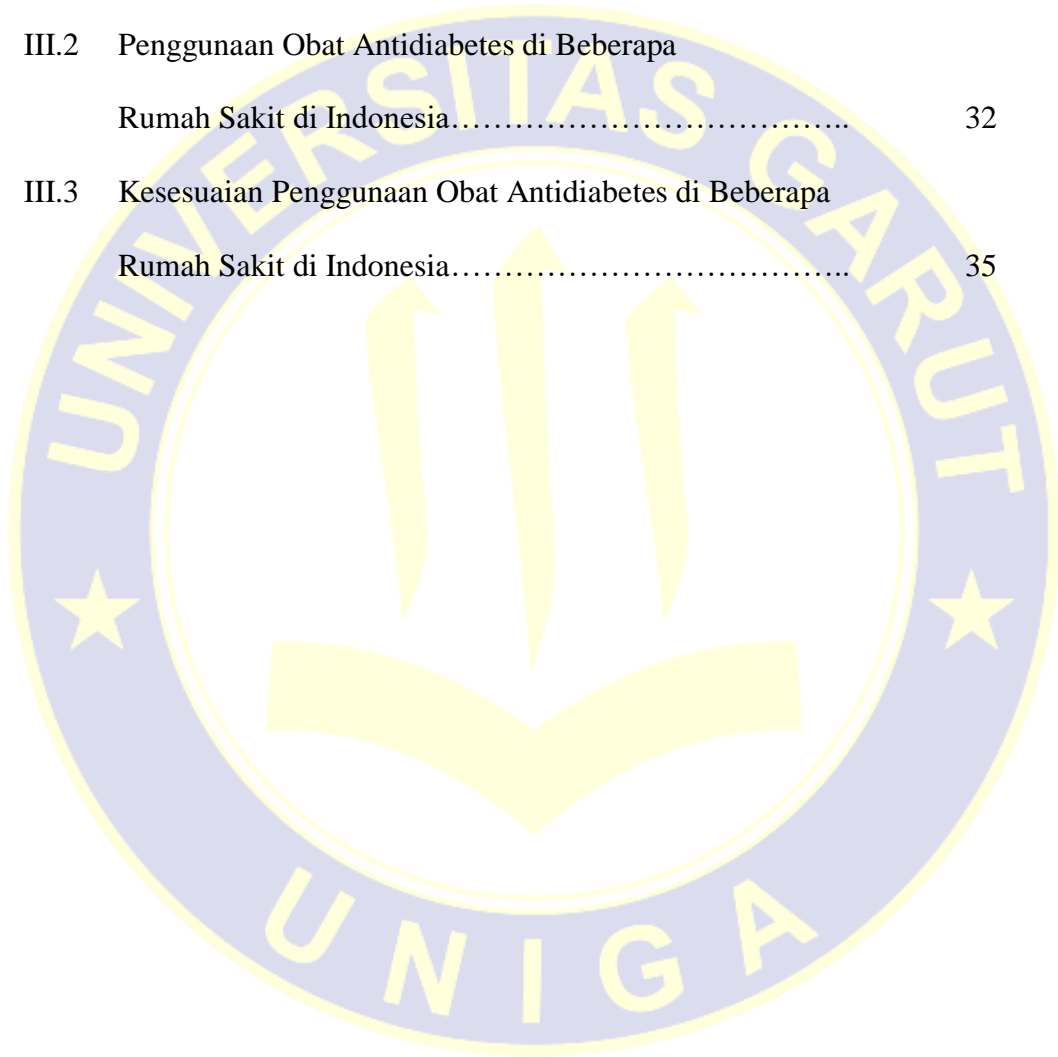 III.2 Penggunaan Obat Antidiabetes di Beberapa
Rumah Sakit di Indonesia……………………………….. 32
III.3 Kesesuaian Penggunaan Obat Antidiabetes di Beberapa
Rumah Sakit di Indonesia……………………………….. 35
UNIVERSITAS GARUT
UNIGA